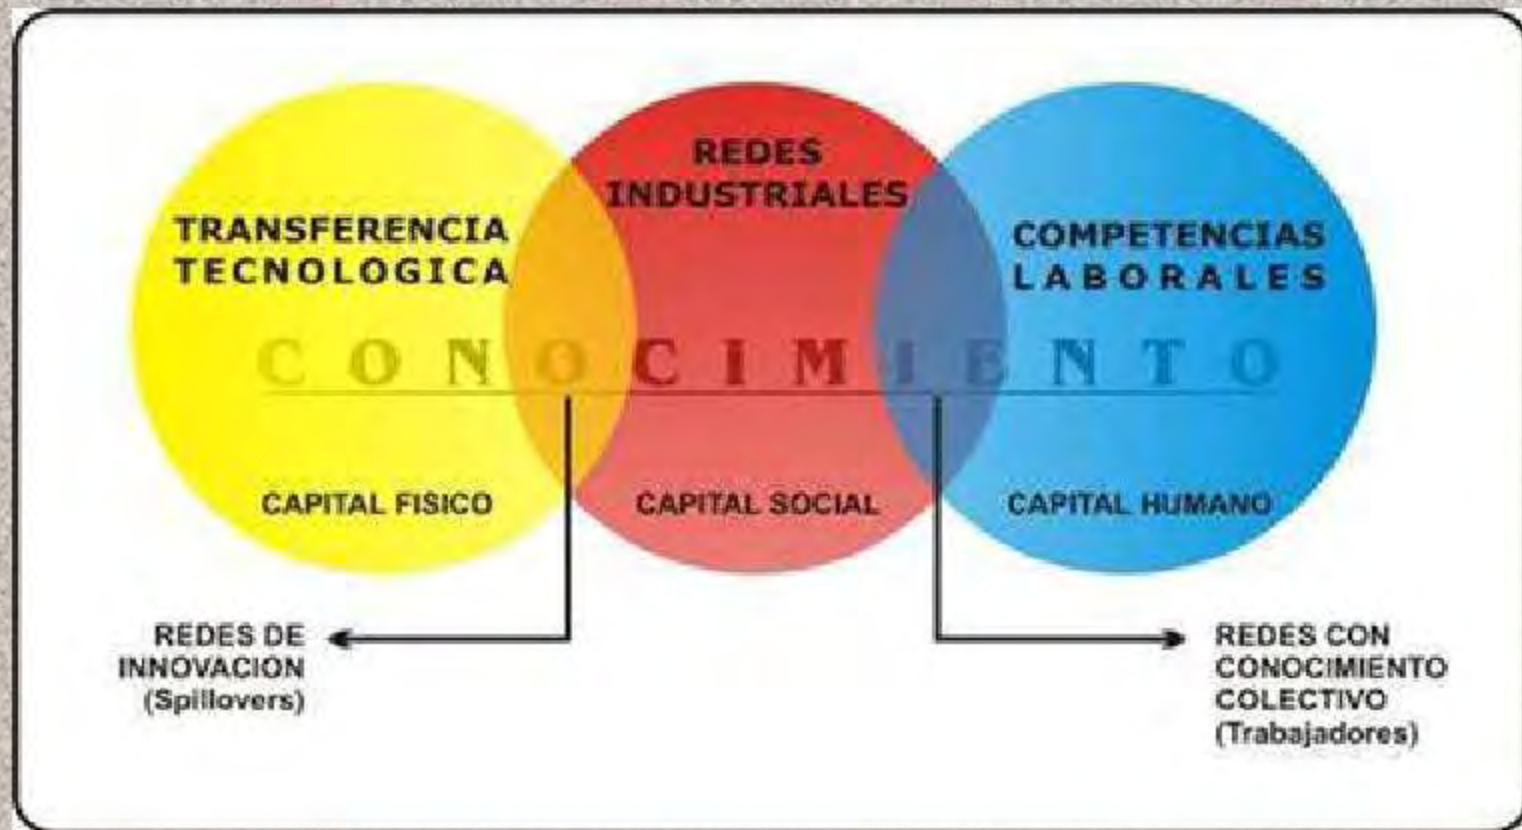 TRANSFERENCIA
TECNOLOGICA
REDES
INDUSTRIALES
COMPETENCIAS
LABORALES
CONOCIMIENTO
CAPITAL FISICO
CAPITAL SOCIAL
CAPITAL HUMANO
REDES DE
INNOVACION
(Spillovers)
REDES CON
CONOCIMIENTO
COLECTIVO
(Trabajadores)